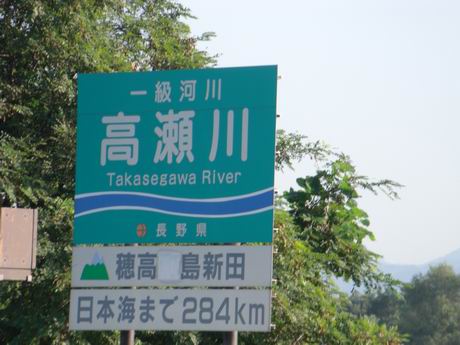 一級河川
高瀬川
Takasegawa River
長野県
穂高 島新田
日本海まで284km